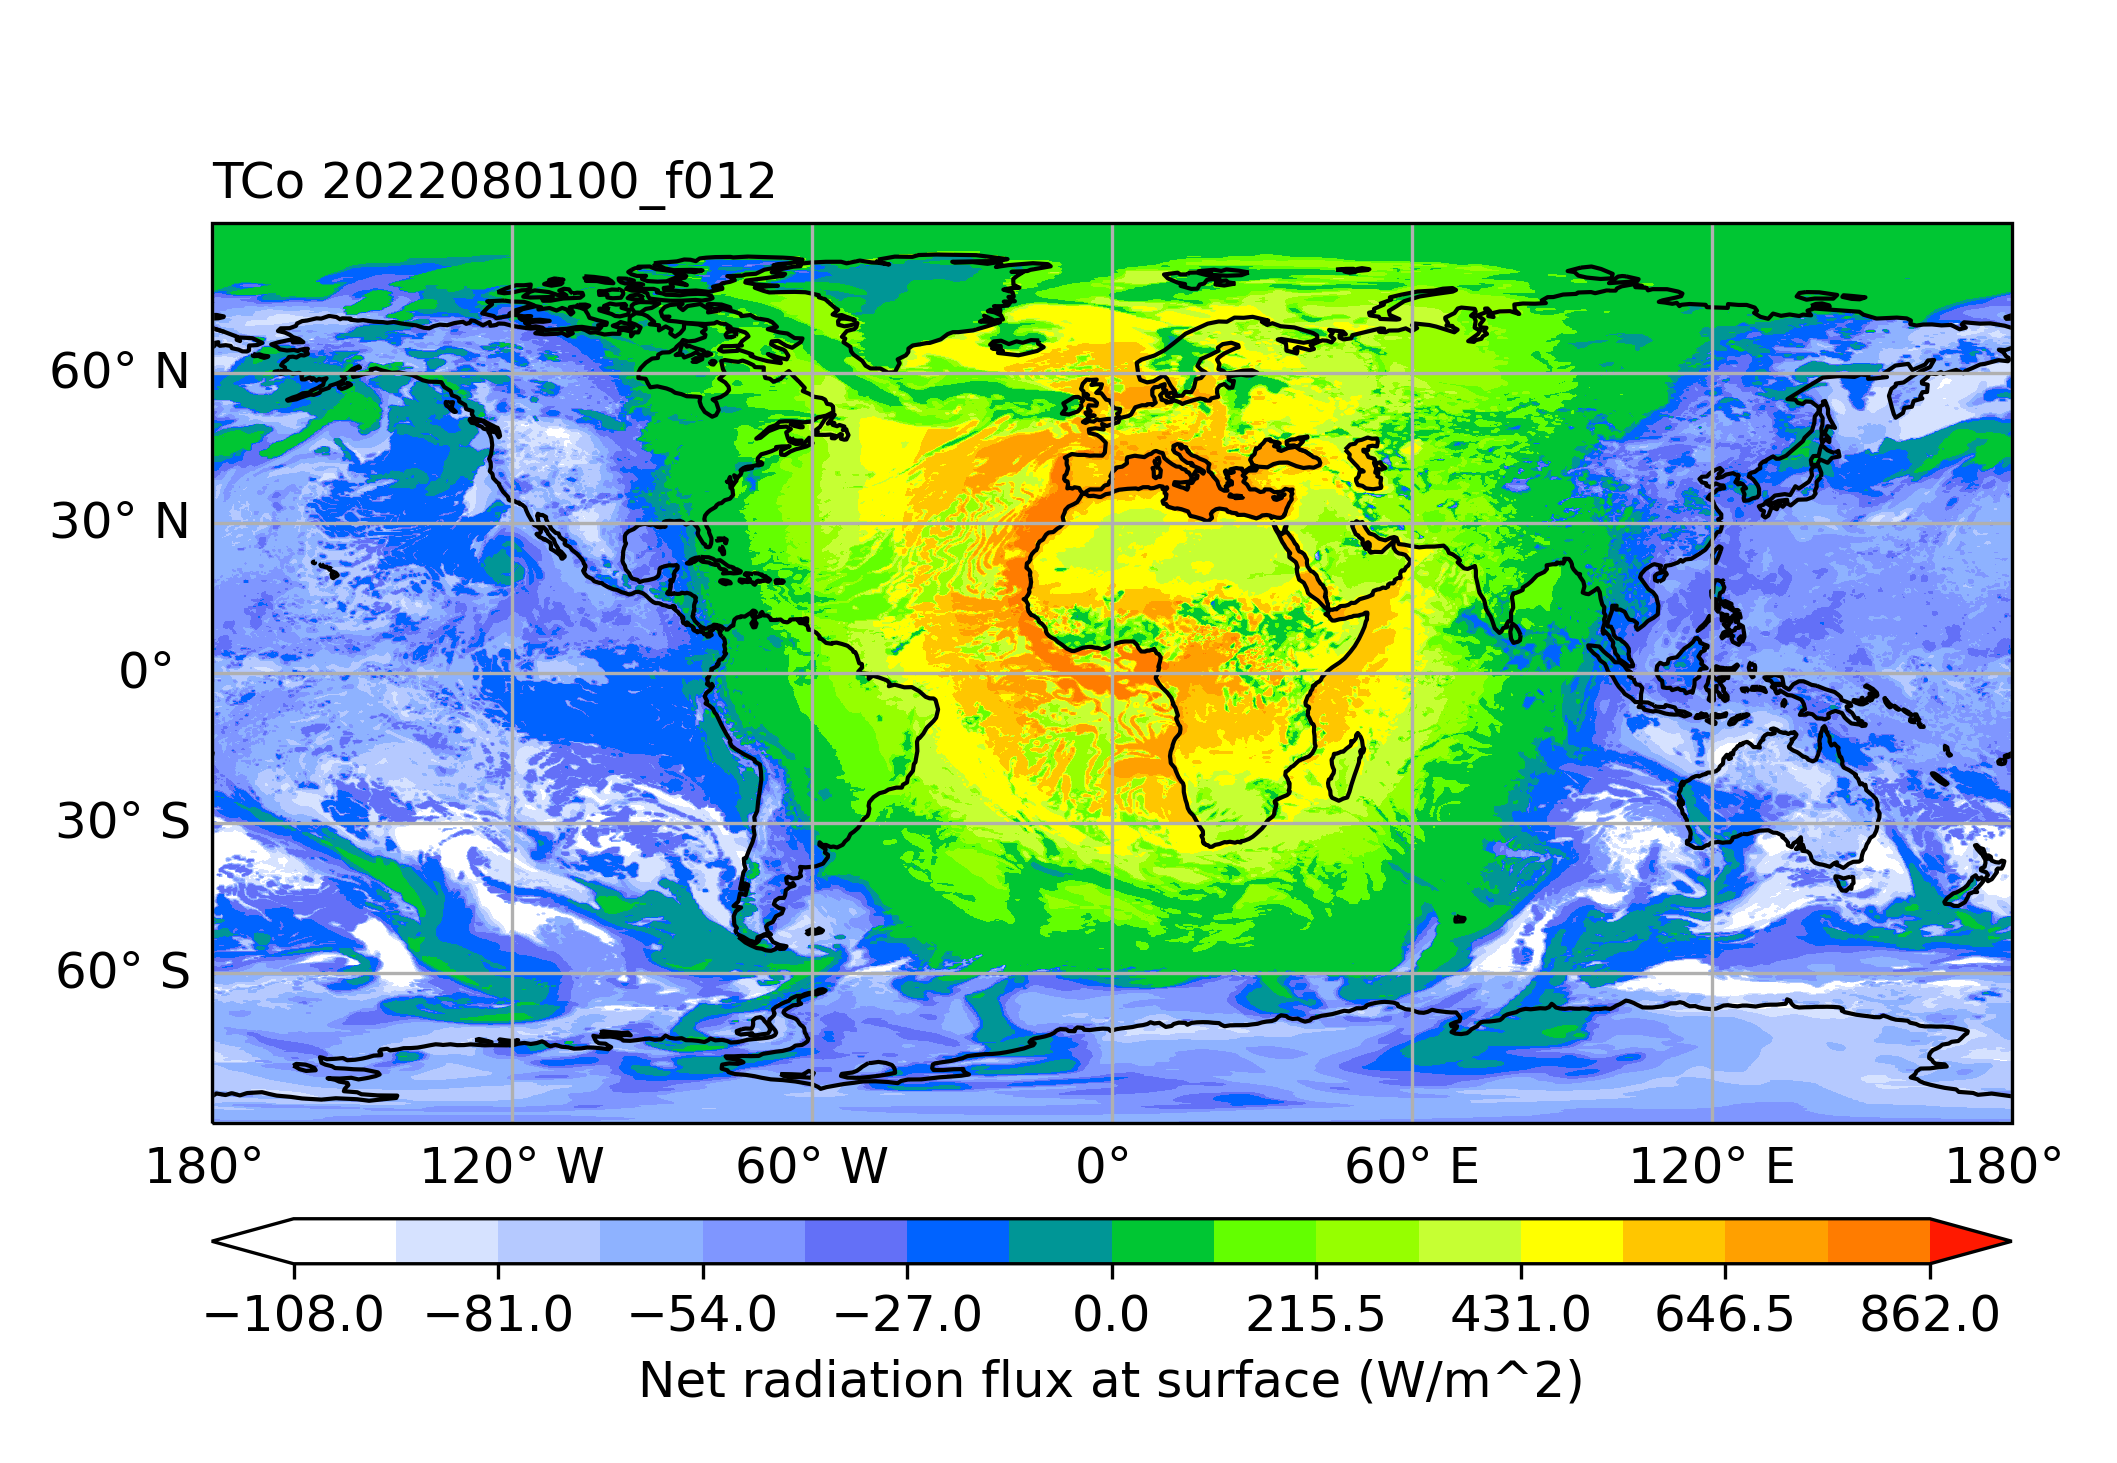 TCo 2022080100_f012
60° N
30° N
0°
30° S
60° S
180° 120° W 60° W 0° 60° E 120° E 180°
−108.0 −81.0 −54.0 −27.0 0.0 215.5 431.0 646.5 862.0
Net radiation flux at surface (W/m^2)